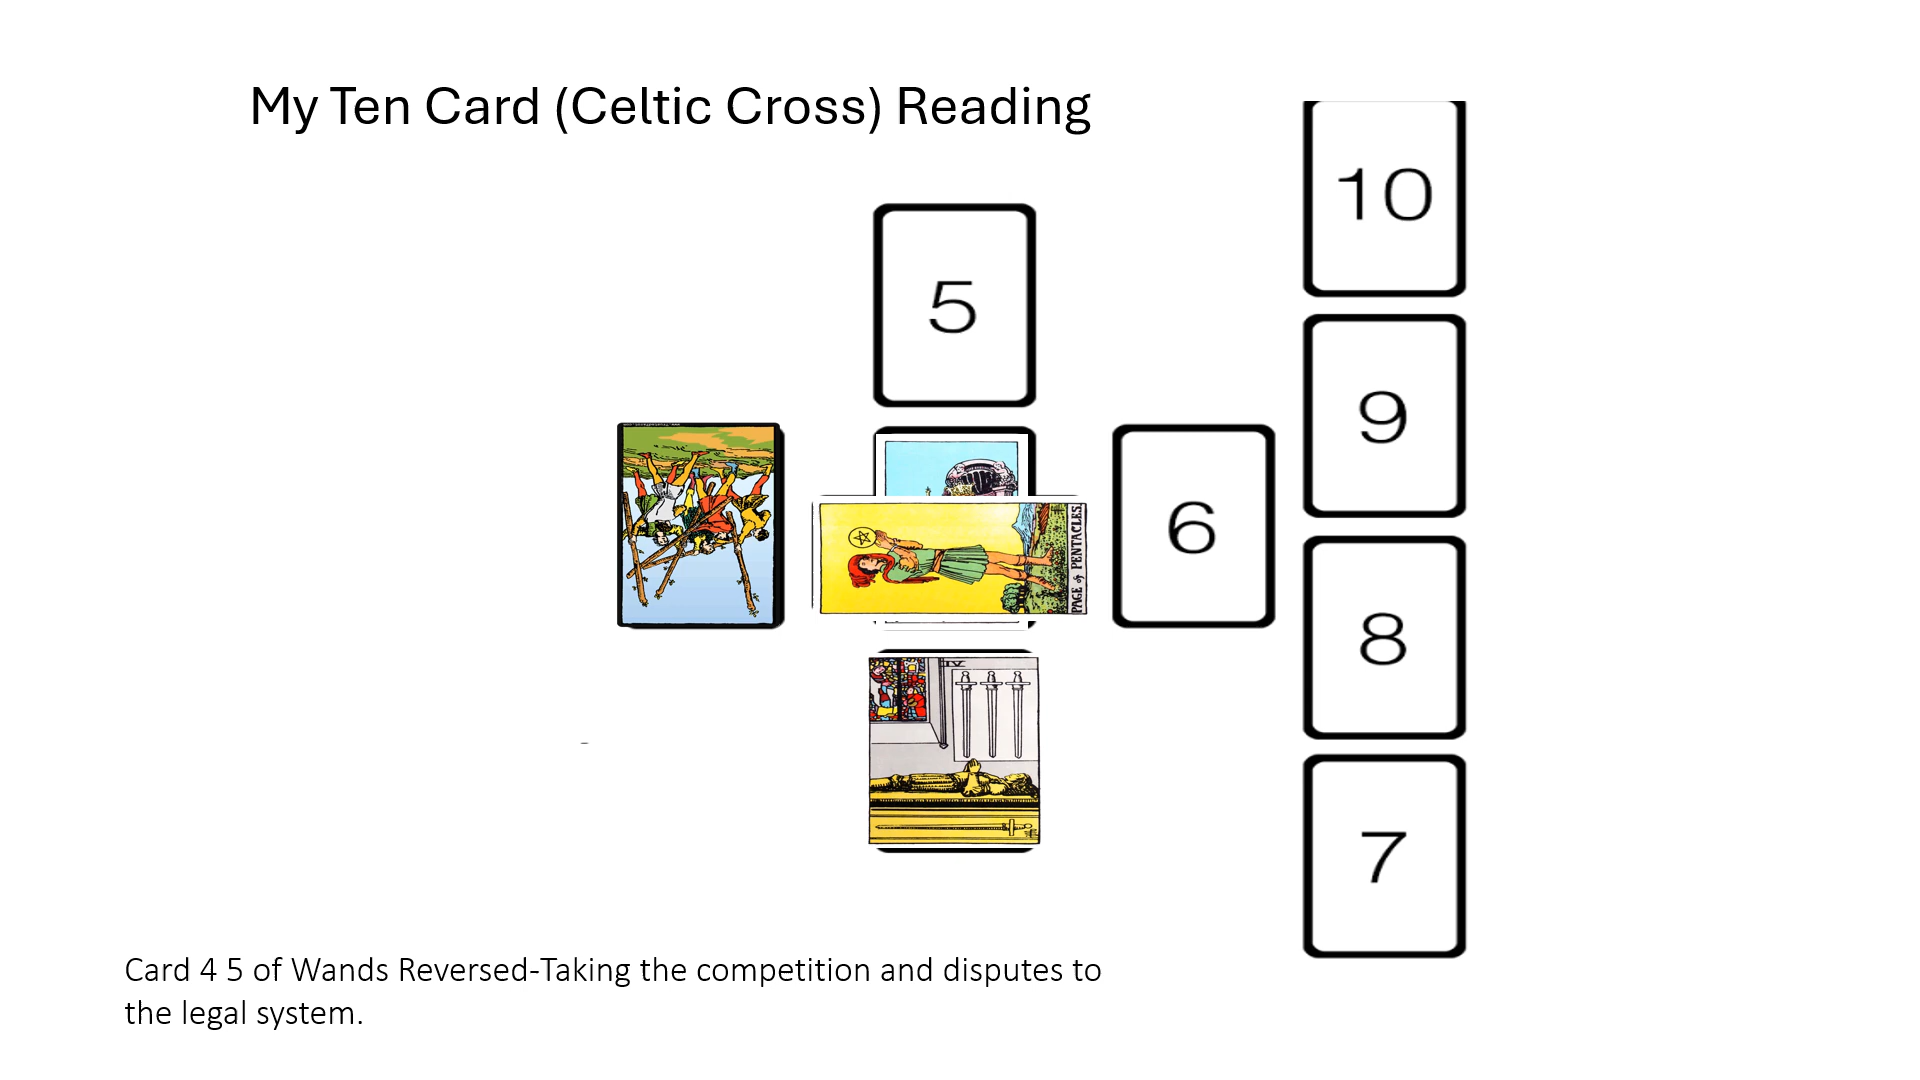 My Ten Card (Celtic Cross) Reading
10
5
9
6
PAGE of PENTACLES.
IV
8
7
Card 4 5 of Wands Reversed-Taking the competition and disputes to
the legal system.